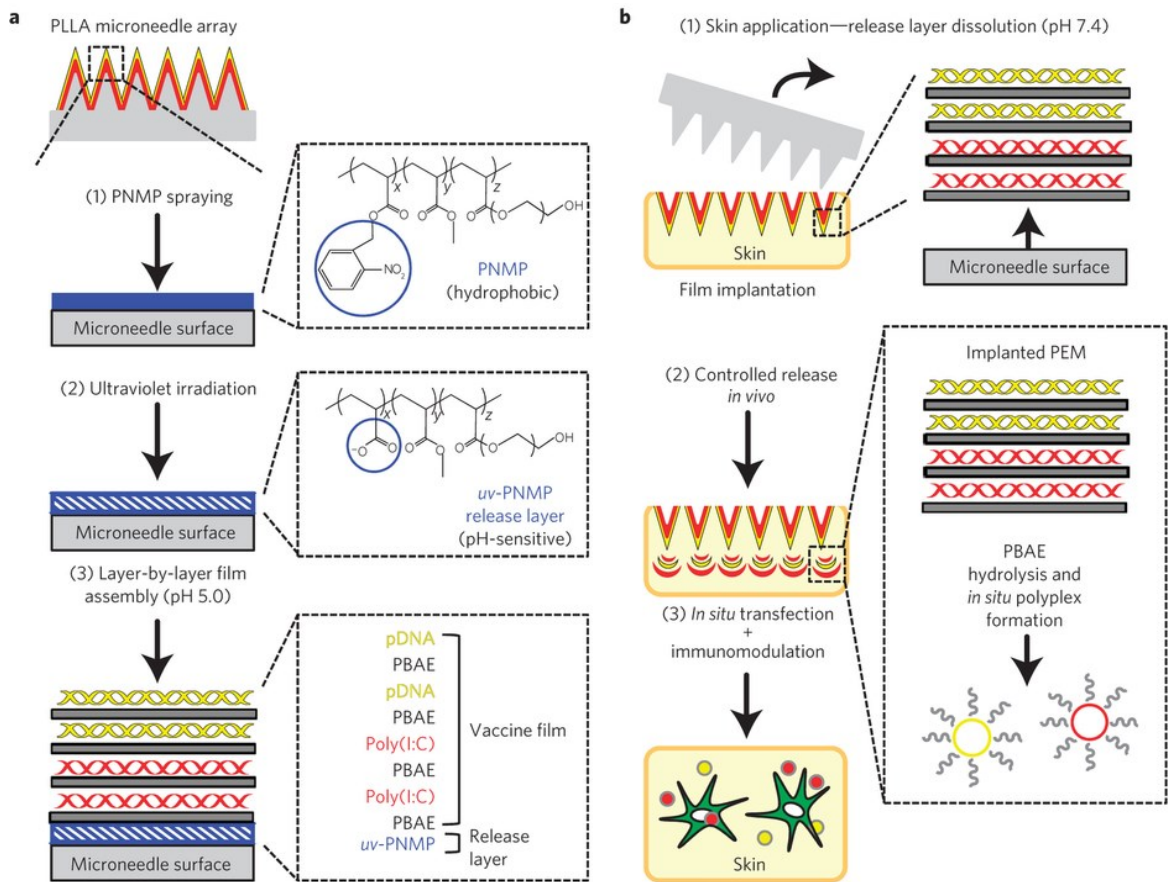 a
PLLA microneedle array
(1) PNMP spraying
Microneedle surface
x
y
z
O
O
O
O
O
O
OH
NO2
PNMP
(hydrophobic)
(2) Ultraviolet irradiation
Microneedle surface
x
y
z
−O
O
O
O
O
O
OH
uv-PNMP
release layer
(pH-sensitive)
(3) Layer-by-layer film
assembly (pH 5.0)
Microneedle surface
pDNA
PBAE
pDNA
PBAE
Poly(I:C)
PBAE
Poly(I:C)
PBAE
uv-PNMP
Vaccine film
Release
layer
b
(1) Skin application—release layer dissolution (pH 7.4)
Skin
Film implantation
Microneedle surface
(2) Controlled release
in vivo
(3) In situ transfection
+
immunomodulation
Skin
Implanted PEM
PBAE
hydrolysis and
in situ polyplex
formation